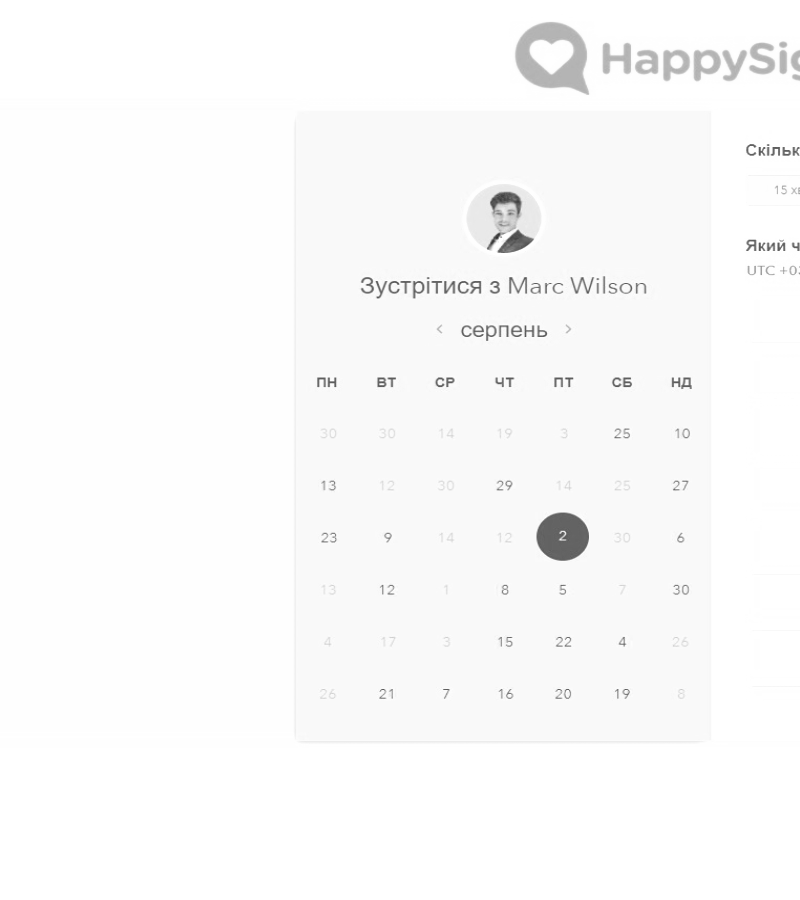 HappySig
Зустрітися з Marc Wilson
серпень
ПН ВТ СР ЧТ ПТ СБ НД
30 30 14 19 3 25 10
13 12 30 29 14 25 27
23 9 14 12 2 30 6
13 12 1 8 5 7 30
4 17 3 15 22 4 26
26 21 7 16 20 19 8
Скільк
15 хв
Який ч
UTC +03